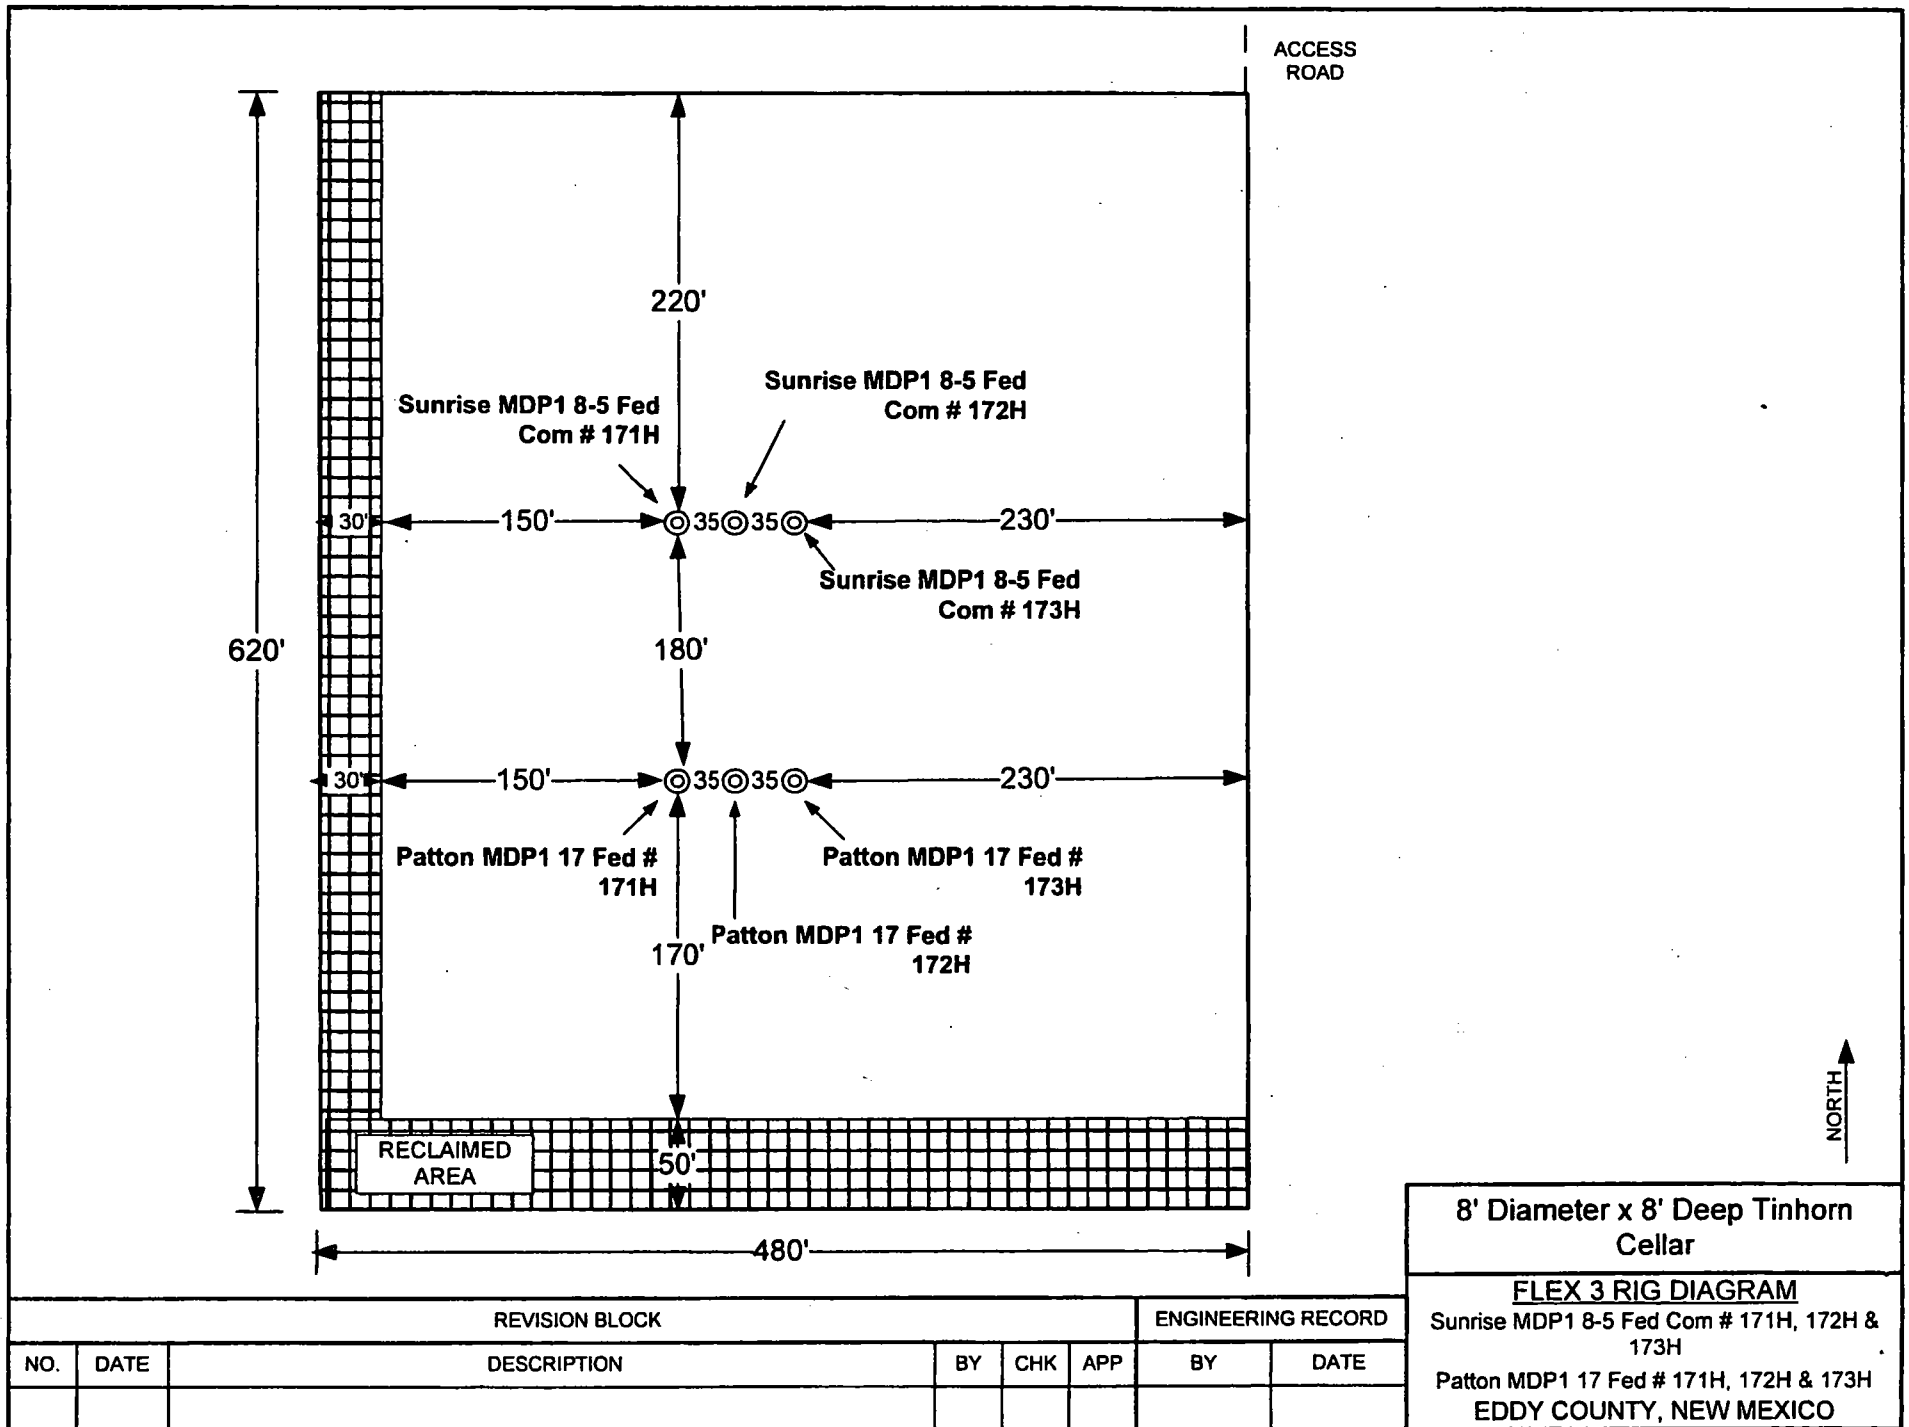 ACCESS
ROAD
220'
Sunrise MDP1 8-5 Fed
Com # 172H
Sunrise MDP1 8-5 Fed
Com # 171H
30'
150'
35
35
230'
Sunrise MDP1 8-5 Fed
Com # 173H
620'
180'
30'
150'
35
35
230'
Patton MDP1 17 Fed #
171H
Patton MDP1 17 Fed #
173H
Patton MDP1 17 Fed #
172H
170'
NORTH
RECLAIMED
AREA
50'
480'
8' Diameter x 8' Deep Tinhorn
Cellar
FLEX 3 RIG DIAGRAM
Sunrise MDP1 8-5 Fed Com # 171H, 172H &
173H
Patton MDP1 17 Fed # 171H, 172H & 173H
EDDY COUNTY, NEW MEXICO
REVISION BLOCK
ENGINEERING RECORD
NO.
DATE
DESCRIPTION
BY
CHK
APP
BY
DATE